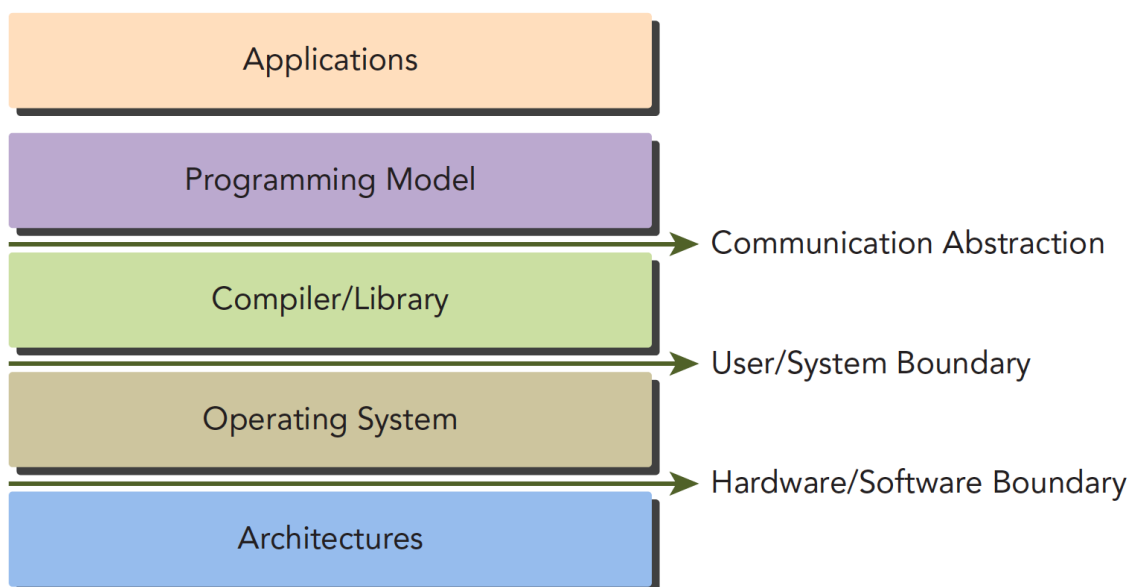 Applications
Programming Model
Communication Abstraction
Compiler/Library
User/System Boundary
Operating System
Hardware/Software Boundary
Architectures